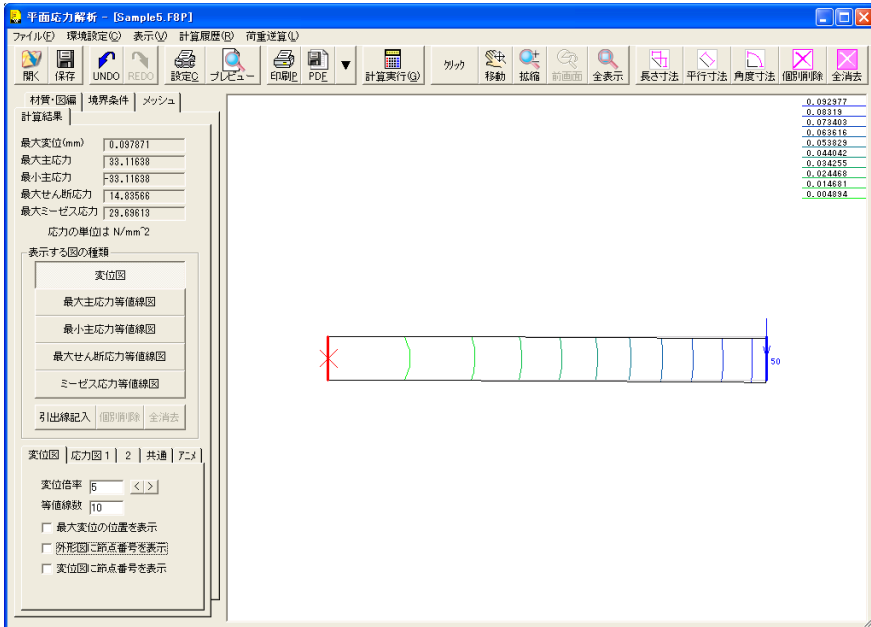 平面応力解析 - [Sample5.F8P]
ファイル(F) 環境設定(C) 表示(V) 計算履歴(R) 荷重逆算(L)
開く 保存 UNDO REDO 設定C プレビュー 印刷P PDF ▼ 計算実行(G) クリック 移動 拡縮 前画面 全表示 長さ寸法 平行寸法 角度寸法 個別削除 全消去
材質・図編 境界条件 メッシュ
計算結果
最大変位(mm) 0.097871
最大主応力 33.11638
最小主応力 -33.11638
最大せん断応力 14.83566
最大ミーゼス応力 29.69613
応力の単位は N/mm^2
表示する図の種類
変位図
最大主応力等値線図
最小主応力等値線図
最大せん断応力等値線図
ミーゼス応力等値線図
引出線記入 個別削除 全消去
変位図 応力図1 2 共通 アニメ
変位倍率 5 < >
等値線数 10
最大変位の位置を表示
外形図に節点番号を表示
変位図に節点番号を表示
0.092977
0.08319
0.073403
0.063616
0.053829
0.044042
0.034255
0.024468
0.014681
0.004894
50